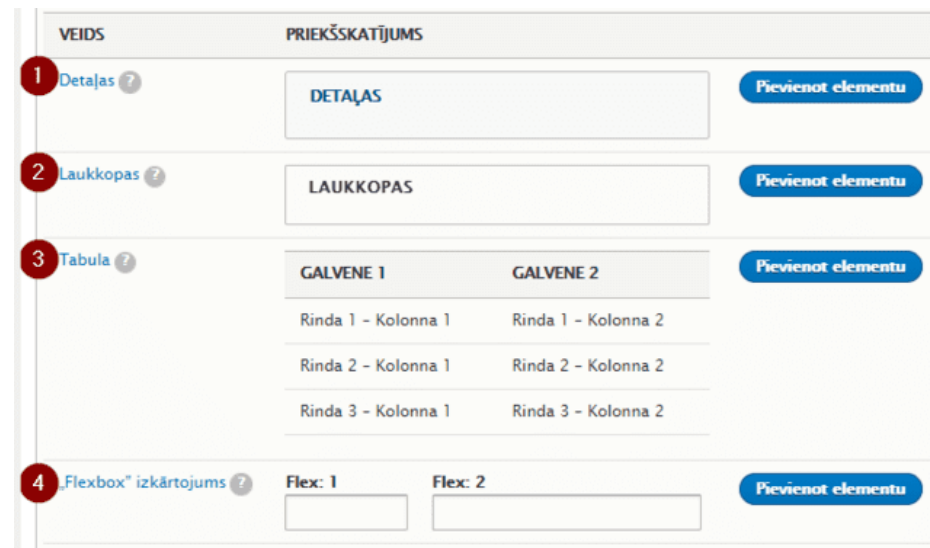 VEIDS PRIEKŠSKATĪJUMS
1 Detaļas ? DETAĻAS Pievienot elementu
2 Laukkopas ? LAUKKOPAS Pievienot elementu
3 Tabula ? GALVENE 1 GALVENE 2 Pievienot elementu
Rinda 1 – Kolonna 1 Rinda 1 – Kolonna 2
Rinda 2 – Kolonna 1 Rinda 2 – Kolonna 2
Rinda 3 – Kolonna 1 Rinda 3 – Kolonna 2
4 „Flexbox" izkārtojums ? Flex: 1 Flex: 2 Pievienot elementu